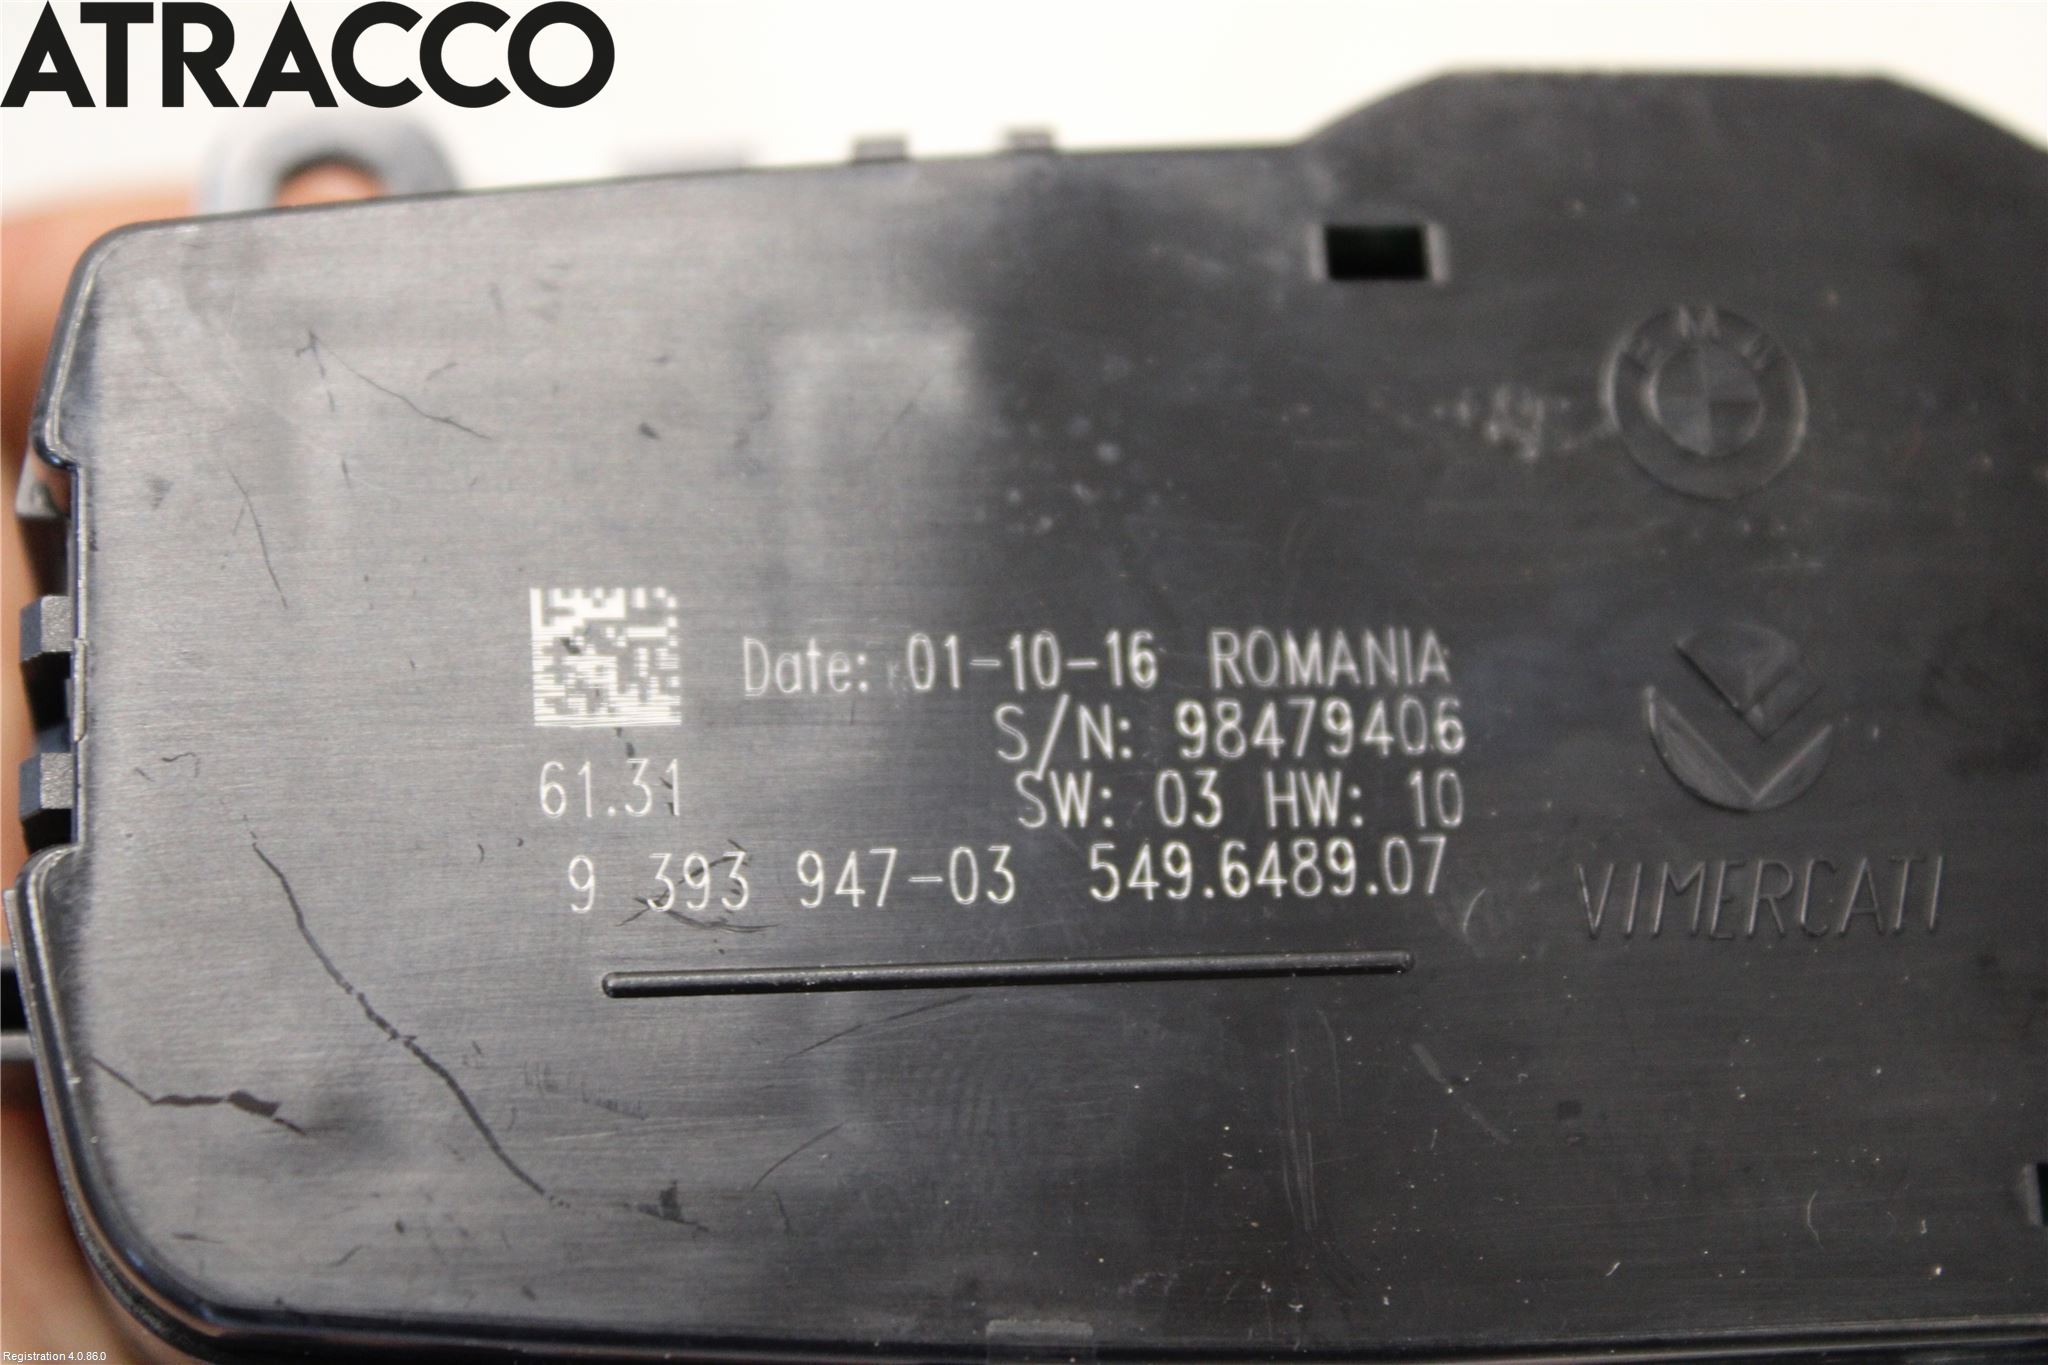 ATRACCO
BMW
Date: 01-10-16 ROMANIA
S/N: 98479406
61.31
SW: 03 HW: 10
9 393 947-03 549.6489.07
VIMERCATI
Registration 4.0.86.0